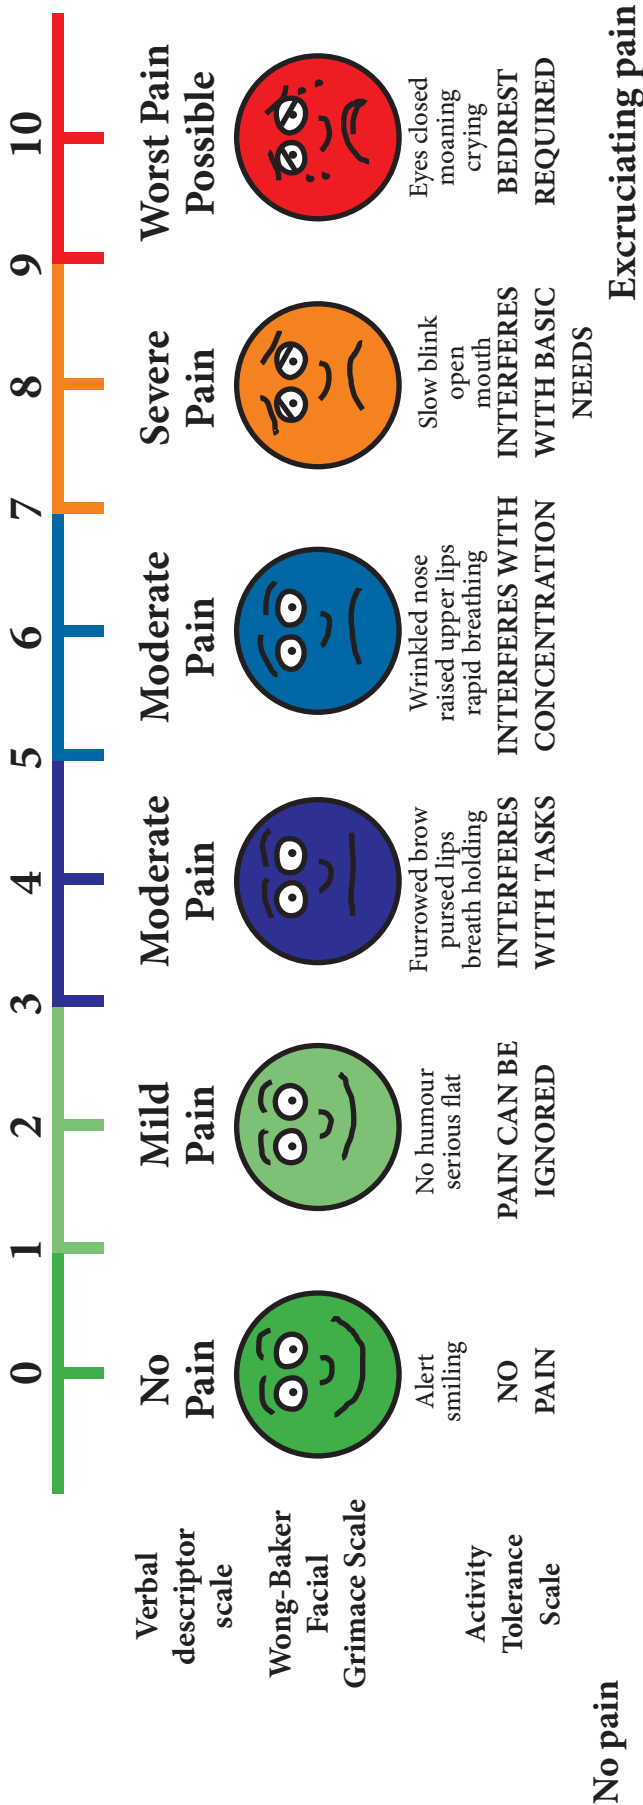 0 1 2 3 4 5 6 7 8 9 10
Verbal
descriptor
scale
No
Pain
Mild
Pain
Moderate
Pain
Moderate
Pain
Severe
Pain
Worst Pain
Possible
Wong-Baker
Facial
Grimace Scale
Alert
smiling
No humour
serious flat
Furrowed brow
pursed lips
breath holding
Wrinkled nose
raised upper lips
rapid breathing
Slow blink
open
mouth
Eyes closed
moaning
crying
Activity
Tolerance
Scale
NO
PAIN
PAIN CAN BE
IGNORED
INTERFERES
WITH TASKS
INTERFERES WITH
CONCENTRATION
INTERFERES
WITH BASIC
NEEDS
BEDREST
REQUIRED
No pain
Excruciating pain